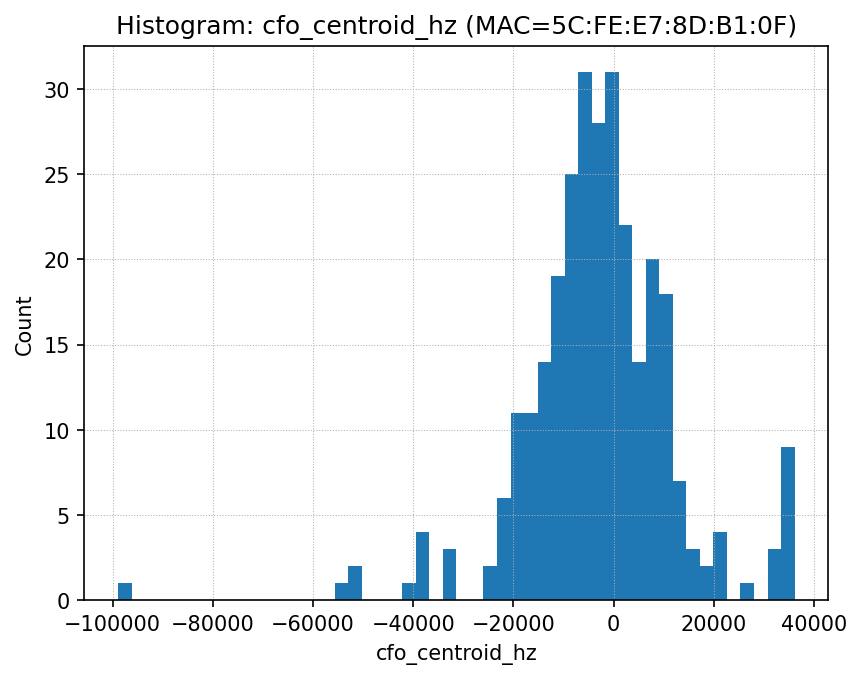 Histogram: cfo_centroid_hz (MAC=5C:FE:E7:8D:B1:0F)
30
25
20
15
10
5
0
Count
−100000 −80000 −60000 −40000 −20000 0 20000 40000
cfo_centroid_hz